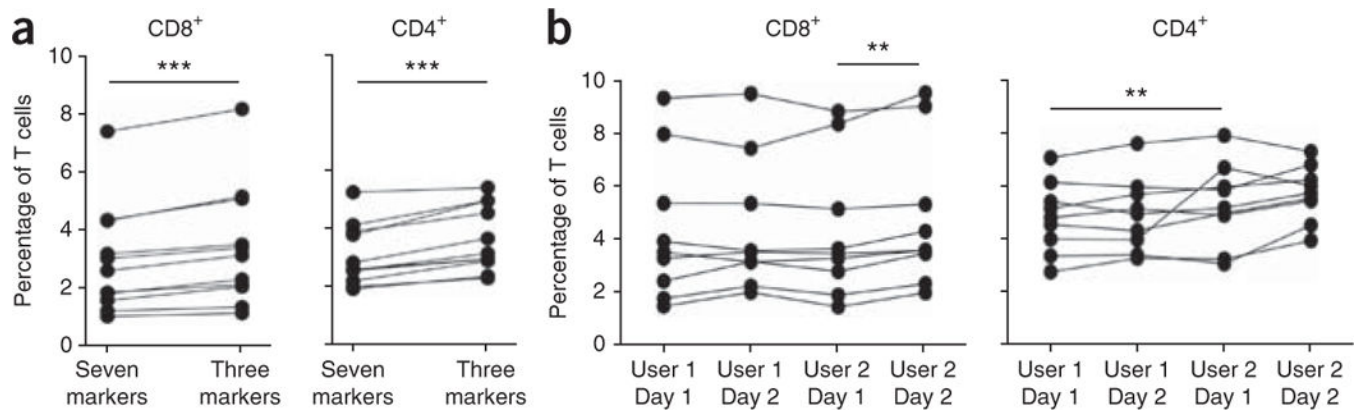 a
CD8+
CD4+
Percentage of T cells
10
8
6
4
2
0
***
***
Seven markers
Three markers
Seven markers
Three markers
b
CD8+
CD4+
Percentage of T cells
10
8
6
4
2
0
**
**
User 1 Day 1
User 1 Day 2
User 2 Day 1
User 2 Day 2
User 1 Day 1
User 1 Day 2
User 2 Day 1
User 2 Day 2